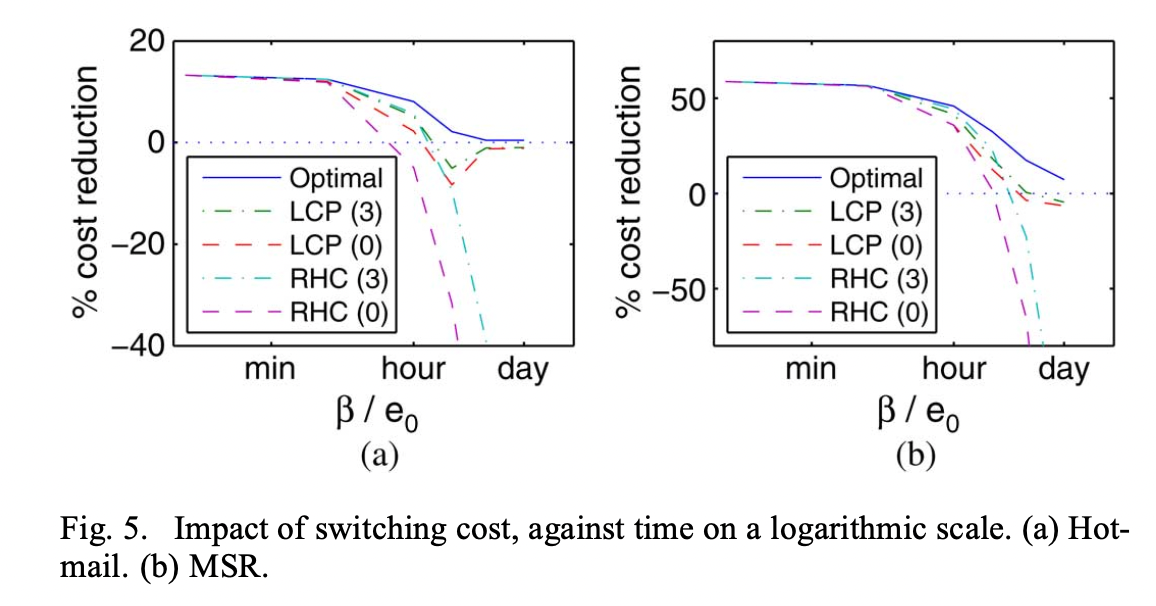 20
0
−20
−40
% cost reduction
Optimal
LCP (3)
LCP (0)
RHC (3)
RHC (0)
min hour day
β / e0
(a)
50
0
−50
% cost reduction
Optimal
LCP (3)
LCP (0)
RHC (3)
RHC (0)
min hour day
β / e0
(b)
Fig. 5. Impact of switching cost, against time on a logarithmic scale. (a) Hot-
mail. (b) MSR.